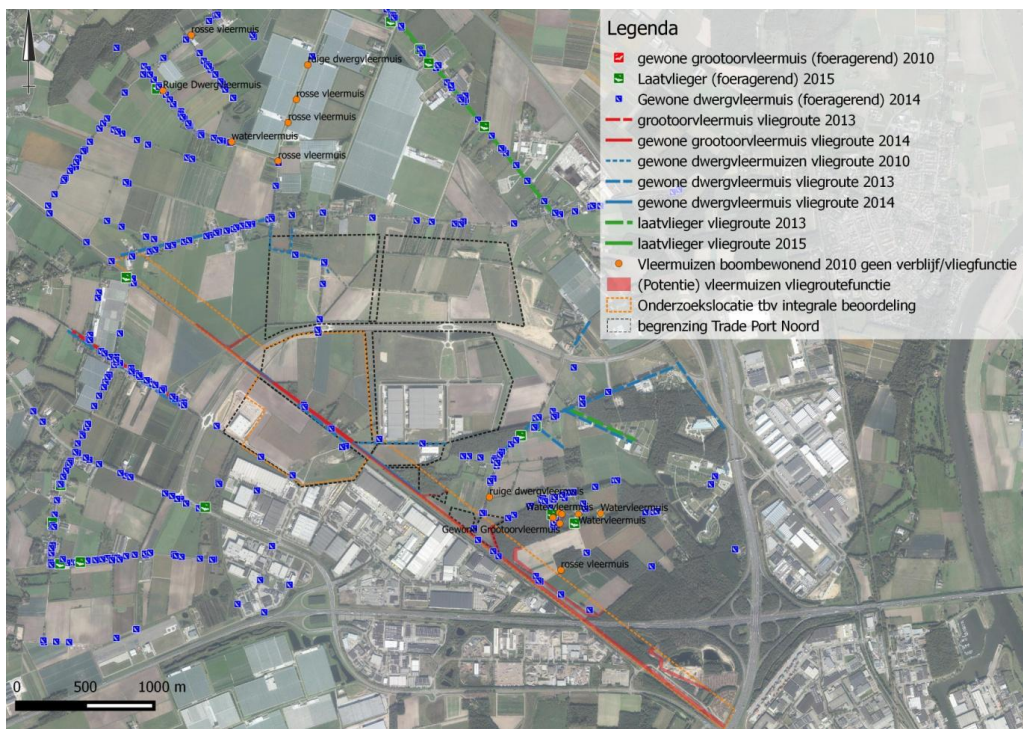 Legenda
gewone grootoorvleermuis (foeragerend) 2010
Laatvlieger (foeragerend) 2015
Gewone dwergvleermuis (foeragerend) 2014
grootoorvleermuis vliegroute 2013
gewone grootoorvleermuis vliegroute 2014
gewone dwergvleermuizen vliegroute 2010
gewone dwergvleermuis vliegroute 2013
gewone dwergvleermuis vliegroute 2014
laatvlieger vliegroute 2013
laatvlieger vliegroute 2015
Vleermuizen boombewonend 2010 geen verblijf/vliegfunctie
(Potentie) vleermuizen vliegroutefunctie
Onderzoekslocatie tbv integrale beoordeling
begrenzing Trade Port Noord
rosse vleermuis
Ruige dwergvleermuis
Ruige Dwergvleermuis
rosse vleermuis
rosse vleermuis
watervleermuis
rosse vleermuis
ruige dwergvleermuis
Watervleermuis
Watervleermuis
Watervleermuis
Gewone Grootoorvleermuis
rosse vleermuis
0 500 1000 m